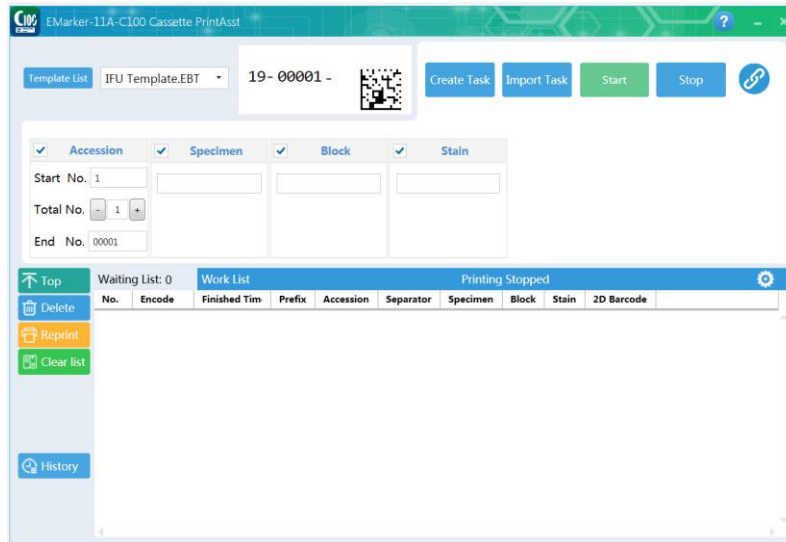 C100
EMarker-11A-C100 Cassette PrintAsst
?
Template List
IFU Template.EBT
19-00001-
Create Task
Import Task
Start
Stop
Accession
Specimen
Block
Stain
Start No. 1
Total No. - 1 +
End No. 00001
Top
Waiting List: 0
Work List
Printing Stopped
Delete
No. Encode Finished Tim Prefix Accession Separator Specimen Block Stain 2D Barcode
Reprint
Clear list
History